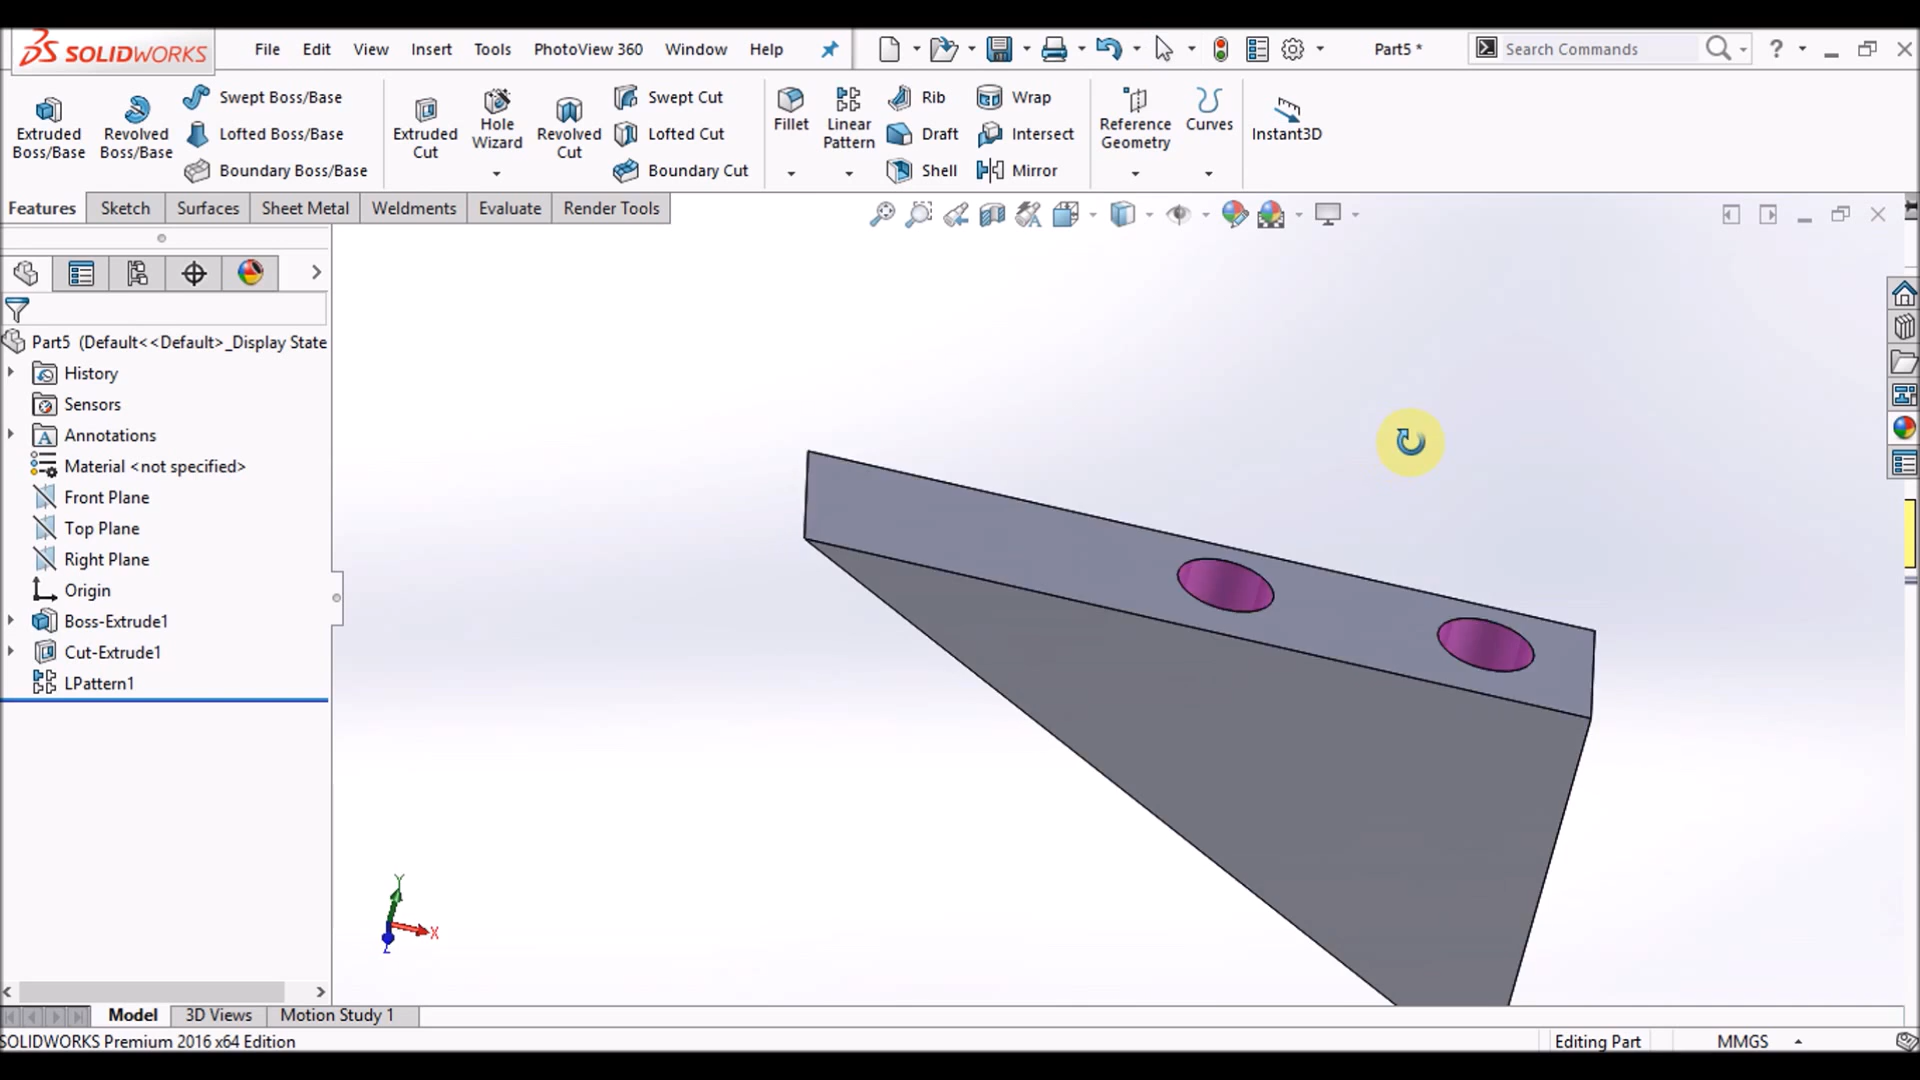 SOLIDWORKS File Edit View Insert Tools PhotoView 360 Window Help Part5 * Search Commands ?
Extruded Boss/Base
Revolved Boss/Base
Swept Boss/Base
Lofted Boss/Base
Boundary Boss/Base
Extruded Cut
Hole Wizard
Revolved Cut
Swept Cut
Lofted Cut
Boundary Cut
Fillet
Linear Pattern
Rib
Draft
Shell
Wrap
Intersect
Mirror
Reference Geometry
Curves
Instant3D
Features Sketch Surfaces Sheet Metal Weldments Evaluate Render Tools
Part5 (Default<<Default>_Display State
History
Sensors
Annotations
Material <not specified>
Front Plane
Top Plane
Right Plane
Origin
Boss-Extrude1
Cut-Extrude1
LPattern1
Y
X
Z
Model 3D Views Motion Study 1
SOLIDWORKS Premium 2016 x64 Edition Editing Part MMGS